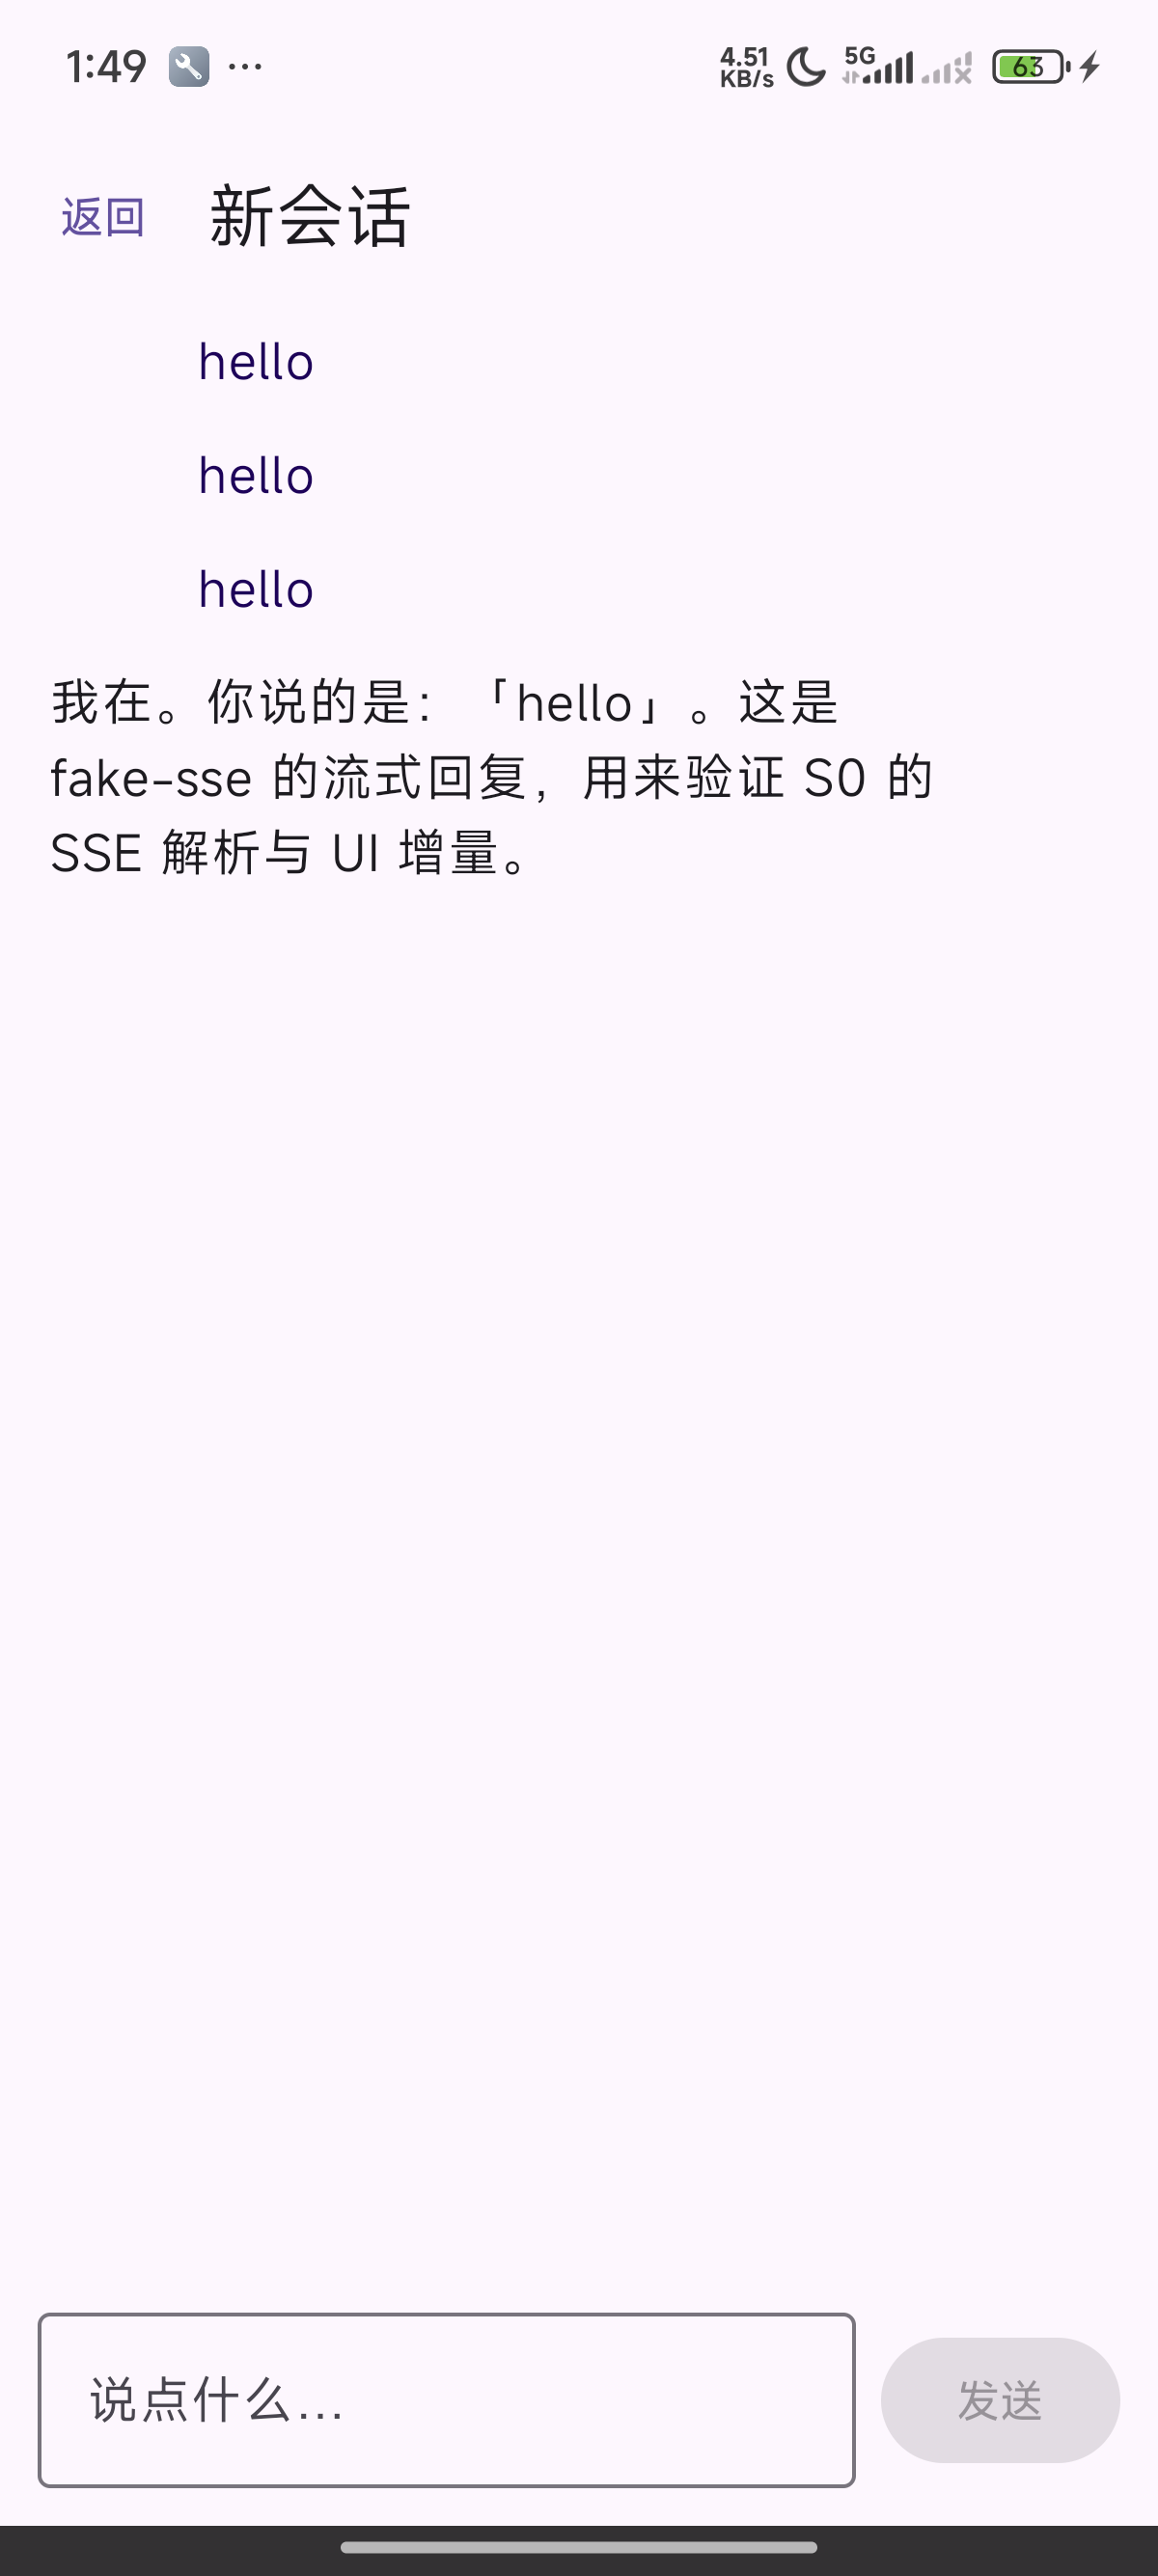 1:49 ...
4.51 KB/s 5G 63
返回 新会话
hello
hello
hello
我在。你说的是：「hello」。这是
fake-sse 的流式回复，用来验证 S0 的
SSE 解析与 UI 增量。
说点什么...
发送